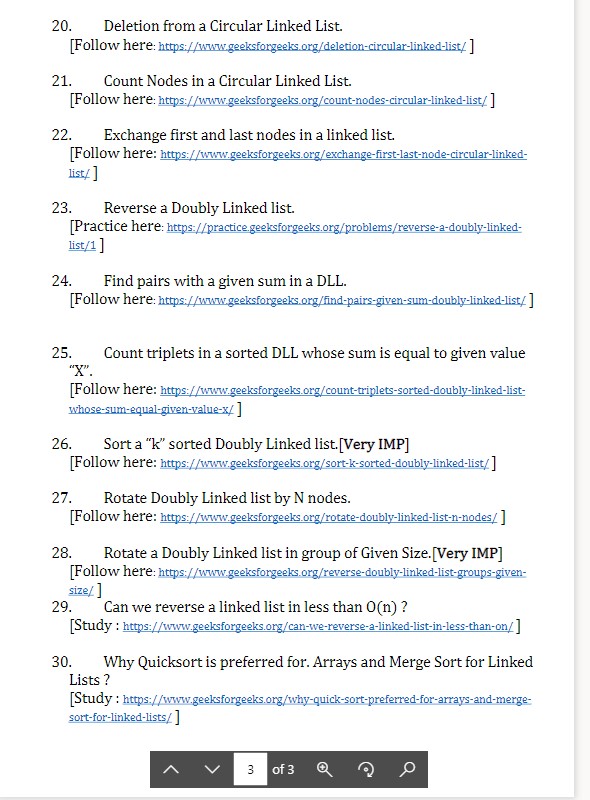 20. Deletion from a Circular Linked List.
[Follow here: https://www.geeksforgeeks.org/deletion-circular-linked-list/ ]
21. Count Nodes in a Circular Linked List.
[Follow here: https://www.geeksforgeeks.org/count-nodes-circular-linked-list/ ]
22. Exchange first and last nodes in a linked list.
[Follow here: https://www.geeksforgeeks.org/exchange-first-last-node-circular-linked-
list/ ]
23. Reverse a Doubly Linked list.
[Practice here: https://practice.geeksforgeeks.org/problems/reverse-a-doubly-linked-
list/1 ]
24. Find pairs with a given sum in a DLL.
[Follow here: https://www.geeksforgeeks.org/find-pairs-given-sum-doubly-linked-list/ ]
25. Count triplets in a sorted DLL whose sum is equal to given value
“X”.
[Follow here: https://www.geeksforgeeks.org/count-triplets-sorted-doubly-linked-list-
whose-sum-equal-given-value-x/ ]
26. Sort a “k” sorted Doubly Linked list.[Very IMP]
[Follow here: https://www.geeksforgeeks.org/sort-k-sorted-doubly-linked-list/ ]
27. Rotate Doubly Linked list by N nodes.
[Follow here: https://www.geeksforgeeks.org/rotate-doubly-linked-list-n-nodes/ ]
28. Rotate a Doubly Linked list in group of Given Size.[Very IMP]
[Follow here: https://www.geeksforgeeks.org/reverse-doubly-linked-list-groups-given-
size/ ]
29. Can we reverse a linked list in less than O(n) ?
[Study : https://www.geeksforgeeks.org/can-we-reverse-a-linked-list-in-less-than-on/ ]
30. Why Quicksort is preferred for. Arrays and Merge Sort for Linked
Lists ?
[Study : https://www.geeksforgeeks.org/why-quick-sort-preferred-for-arrays-and-merge-
sort-for-linked-lists/ ]
3 of 3